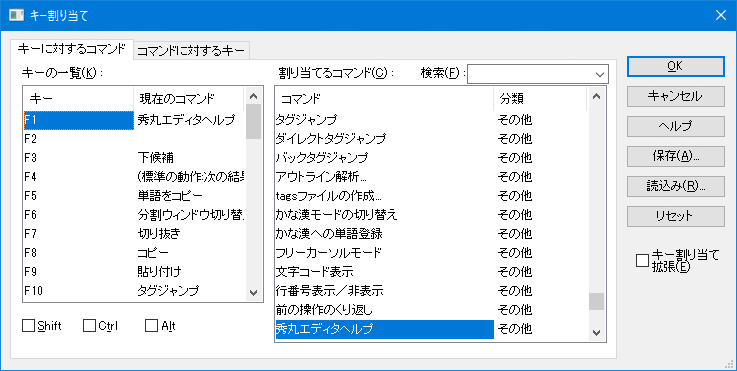 キー割り当て
キーに対するコマンド
コマンドに対するキー
キーの一覧(K):
割り当てるコマンド(C):
検索(F):
キー 現在のコマンド
F1 秀丸エディタヘルプ
F2
F3 下候補
F4 (標準の動作:次の結果
F5 単語をコピー
F6 分割ウィンドウ切り替え
F7 切り抜き
F8 コピー
F9 貼り付け
F10 タグジャンプ
Shift
Ctrl
Alt
コマンド 分類
タグジャンプ その他
ダイレクトタグジャンプ その他
バックタグジャンプ その他
アウトライン解析... その他
tagsファイルの作成... その他
かな漢モードの切り替え その他
かな漢への単語登録 その他
フリーカーソルモード その他
文字コード表示 その他
行番号表示/非表示 その他
前の操作のくり返し その他
秀丸エディタヘルプ その他
OK
キャンセル
ヘルプ
保存(A)...
読込み(R)...
リセット
キー割り当て
拡張(E)